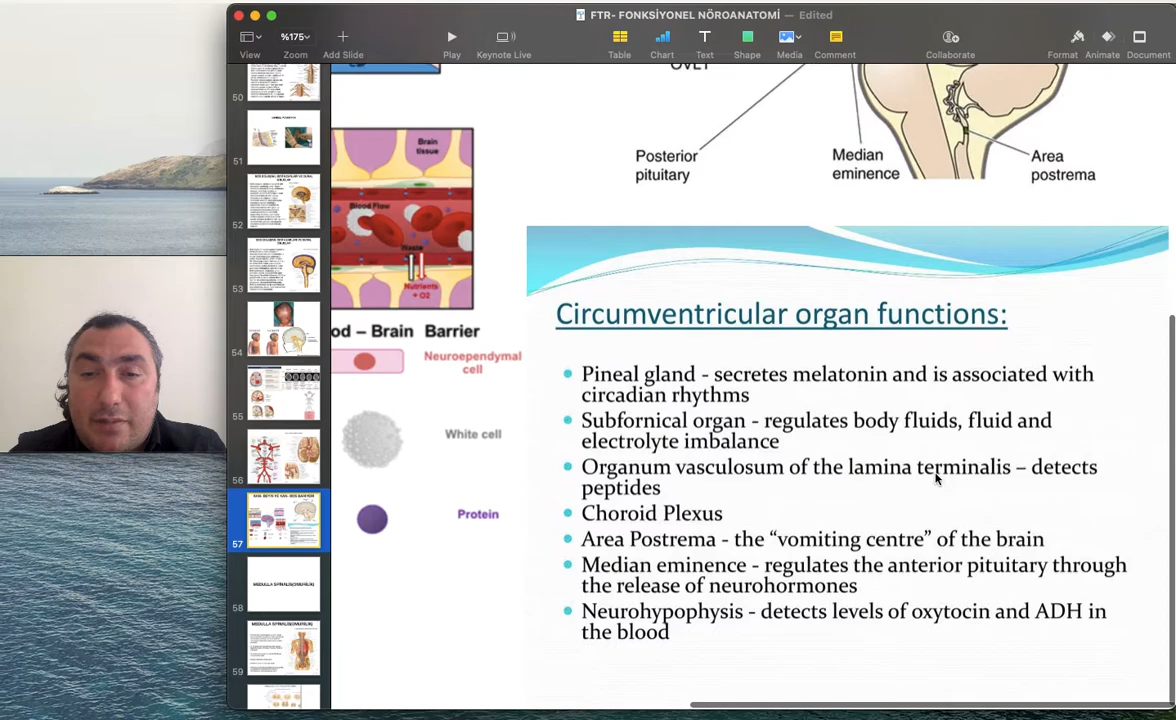 FTR- FONKSİYONEL NÖROANATOMİ — Edited
%175
View Zoom Add Slide Play Keynote Live Table Chart Text Shape Media Comment Collaborate Format Animate Document
50
51
52
53
54
55
56
57
58
59
MEDULLA SPINALIS(OMURİLİK)
OVLT
Posterior
pituitary
Median
eminence
Area
postrema
Brain
tissue
Blood Flow
Waste
Nutrients
+ O2
od – Brain Barrier
Neuroependymal
cell
White cell
Protein
Circumventricular organ functions:
Pineal gland - secretes melatonin and is associated with
circadian rhythms
Subfornical organ - regulates body fluids, fluid and
electrolyte imbalance
Organum vasculosum of the lamina terminalis – detects
peptides
Choroid Plexus
Area Postrema - the “vomiting centre” of the brain
Median eminence - regulates the anterior pituitary through
the release of neurohormones
Neurohypophysis - detects levels of oxytocin and ADH in
the blood